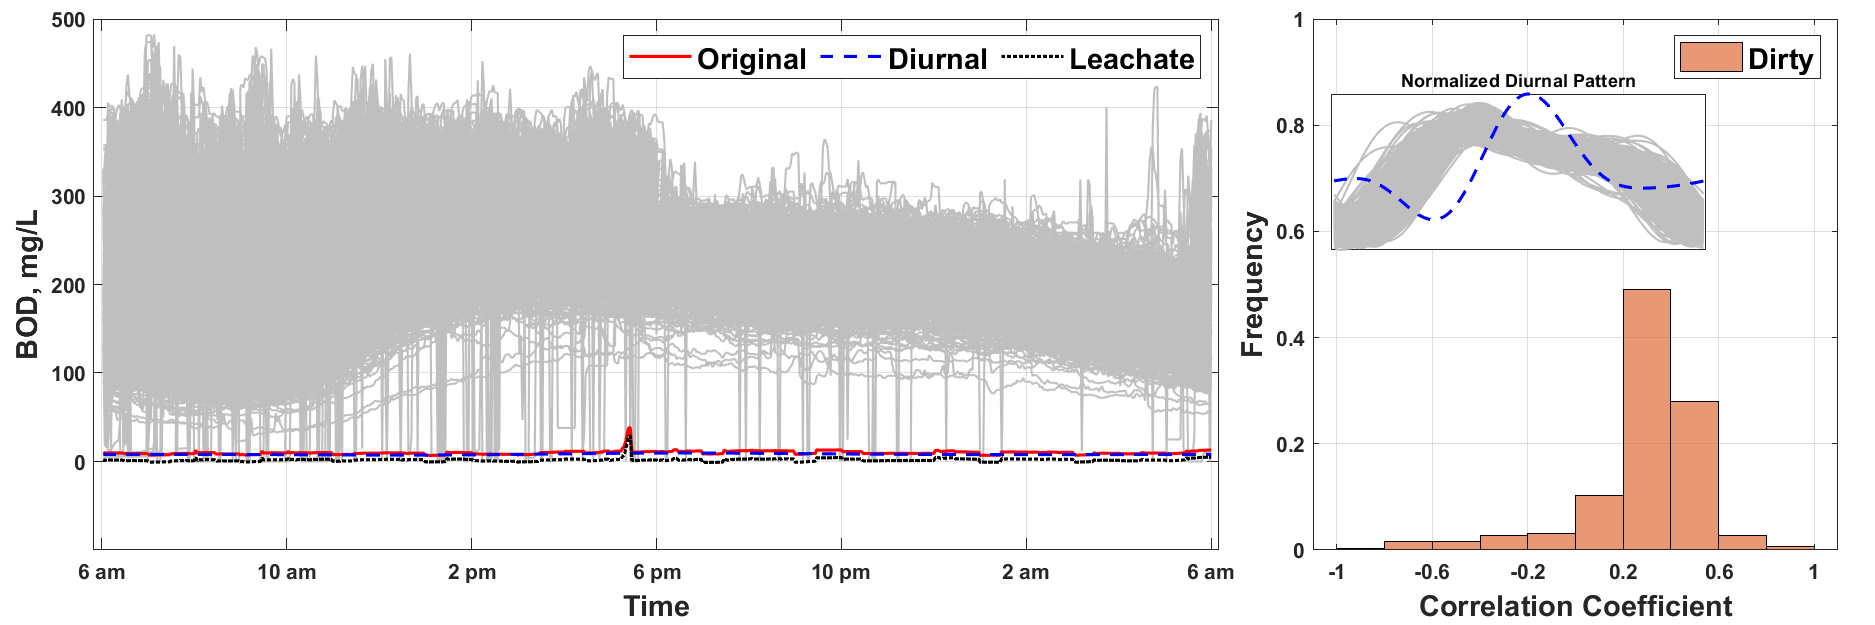 500
400
300
200
100
0
BOD, mg/L
Original Diurnal Leachate
6 am 10 am 2 pm 6 pm 10 pm 2 am 6 am
Time
1
0.8
0.6
0.4
0.2
0
Frequency
Dirty
Normalized Diurnal Pattern
-1 -0.6 -0.2 0.2 0.6 1
Correlation Coefficient